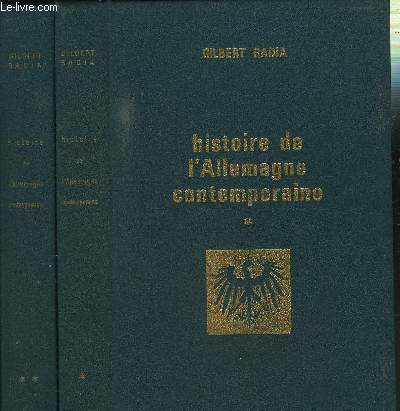 Le-livre.fr
GILBERT
BADIA
histoire
de
l'Allemagne
contemporaine
* *
GILBERT
BADIA
histoire
de
l'Allemagne
contemporaine
*
GILBERT BADIA
histoire de
l'Allemagne
contemporaine
*